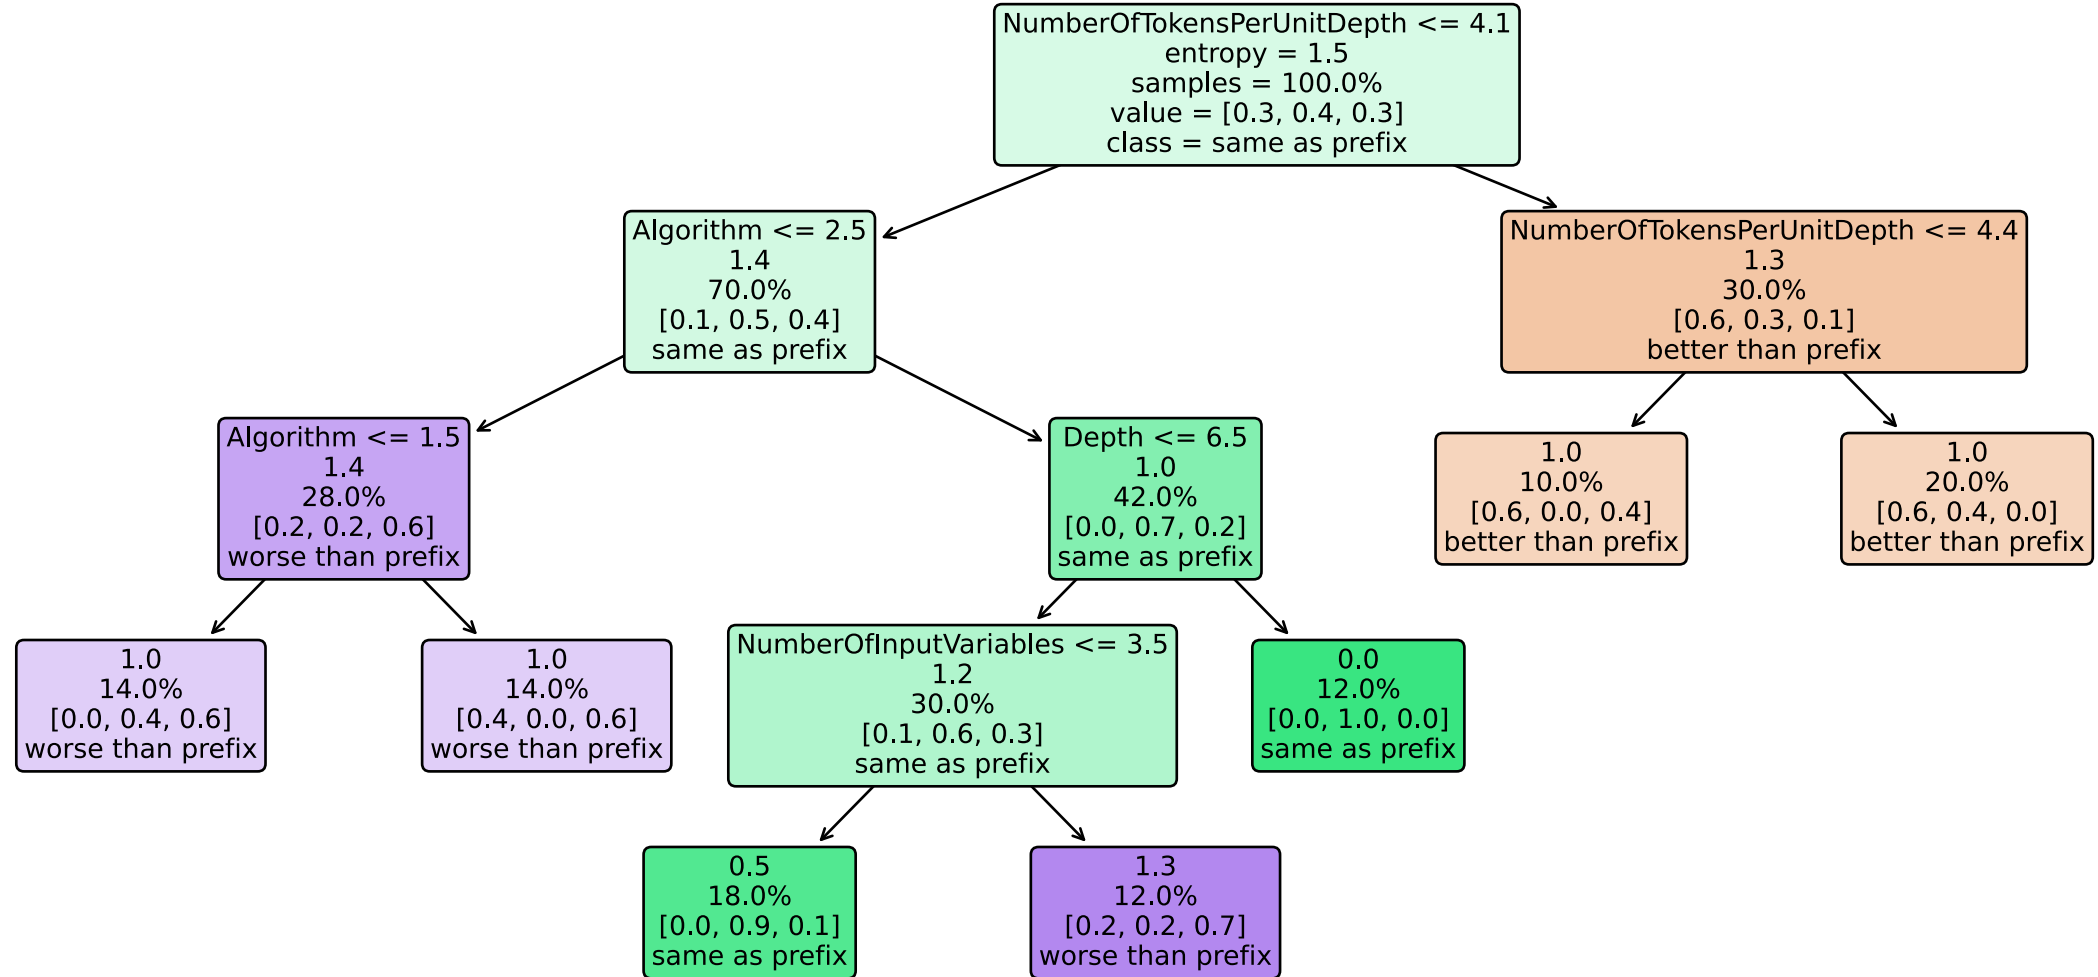 NumberOfTokensPerUnitDepth <= 4.1
entropy = 1.5
samples = 100.0%
value = [0.3, 0.4, 0.3]
class = same as prefix
Algorithm <= 2.5
1.4
70.0%
[0.1, 0.5, 0.4]
same as prefix
NumberOfTokensPerUnitDepth <= 4.4
1.3
30.0%
[0.6, 0.3, 0.1]
better than prefix
Algorithm <= 1.5
1.4
28.0%
[0.2, 0.2, 0.6]
worse than prefix
Depth <= 6.5
1.0
42.0%
[0.0, 0.7, 0.2]
same as prefix
1.0
10.0%
[0.6, 0.0, 0.4]
better than prefix
1.0
20.0%
[0.6, 0.4, 0.0]
better than prefix
1.0
14.0%
[0.0, 0.4, 0.6]
worse than prefix
1.0
14.0%
[0.4, 0.0, 0.6]
worse than prefix
NumberOfInputVariables <= 3.5
1.2
30.0%
[0.1, 0.6, 0.3]
same as prefix
0.0
12.0%
[0.0, 1.0, 0.0]
same as prefix
0.5
18.0%
[0.0, 0.9, 0.1]
same as prefix
1.3
12.0%
[0.2, 0.2, 0.7]
worse than prefix